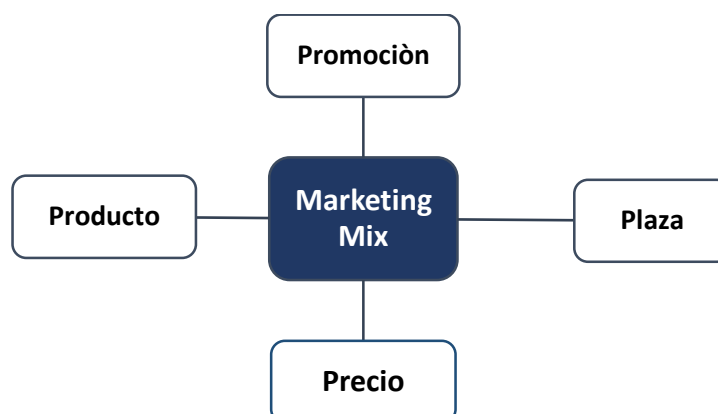 Promociòn
Producto
Marketing
Mix
Plaza
Precio